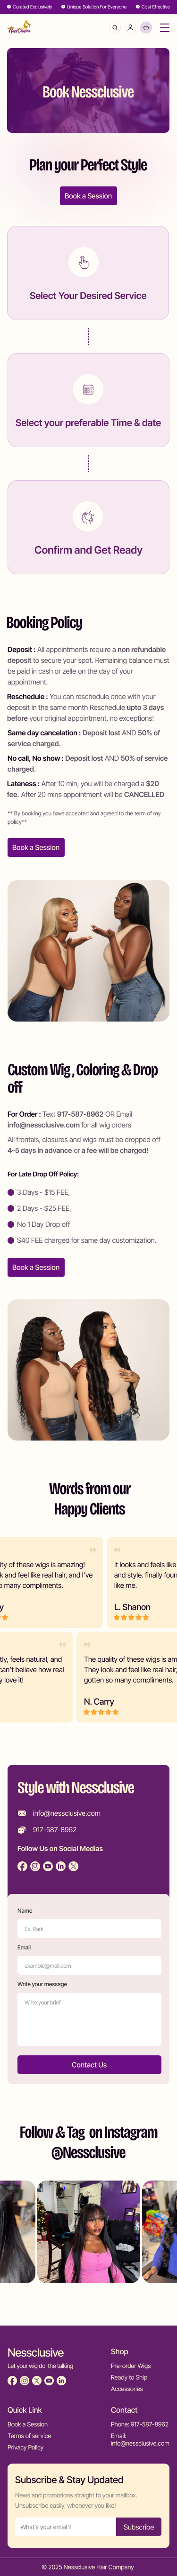 Curated Exclusively Unique Solution For Everyone Cost Effective
NessClusive
Book Nessclusive
Plan your Perfect Style
Book a Session
Select Your Desired Service
Select your preferable Time & date
Confirm and Get Ready
Booking Policy
Deposit : All appointments require a non refundable
deposit to secure your spot. Remaining balance must
be paid in cash or zelle on the day of your
appointment.
Reschedule : You can reschedule once with your
deposit in the same month Reschedule upto 3 days
before your original appointment. no exceptions!
Same day cancelation : Deposit lost AND 50% of
service charged.
No call, No show : Deposit lost AND 50% of service
charged.
Lateness : After 10 min, you will be charged a $20
fee. After 20 mins appointment will be CANCELLED
** By booking you have accepted and agreed to the term of my
policy**
Book a Session
Custom Wig , Coloring & Drop
off
For Order : Text 917-587-8962 OR Email
info@nessclusive.com for all wig orders
All frontals, closures and wigs must be dropped off
4-5 days in advance or a fee will be charged!
For Late Drop Off Policy:
3 Days - $15 FEE,
2 Days - $25 FEE,
No 1 Day Drop off
$40 FEE charged for same day customization.
Book a Session
Words from our
Happy Clients
ity of these wigs is amazing!
k and feel like real hair, and I've
o many compliments.
y
It looks and feels like
and style. finally foun
like me.
L. Shanon
tly, feels natural, and
can't believe how real
y love it!
The quality of these wigs is am
They look and feel like real hair,
gotten so many compliments.
N. Carry
Style with Nessclusive
info@nessclusive.com
917-587-8962
Follow Us on Social Medias
Name
Ex. Park
Email
example@mail.com
Write your message
Write your brief
Contact Us
Follow & Tag on Instagram
@Nessclusive
Nessclusive
Let your wig do the talking
Shop
Pre-order Wigs
Ready to Ship
Accessories
Quick Link
Book a Session
Terms of service
Privacy Policy
Contact
Phone: 917-587-8962
Email:
info@nessclusive.com
Subscribe & Stay Updated
News and promotions straight to your mailbox.
Unsubscribe easily, whenever you like!
What's your email ? Subscribe
© 2025 Nessclusive Hair Company